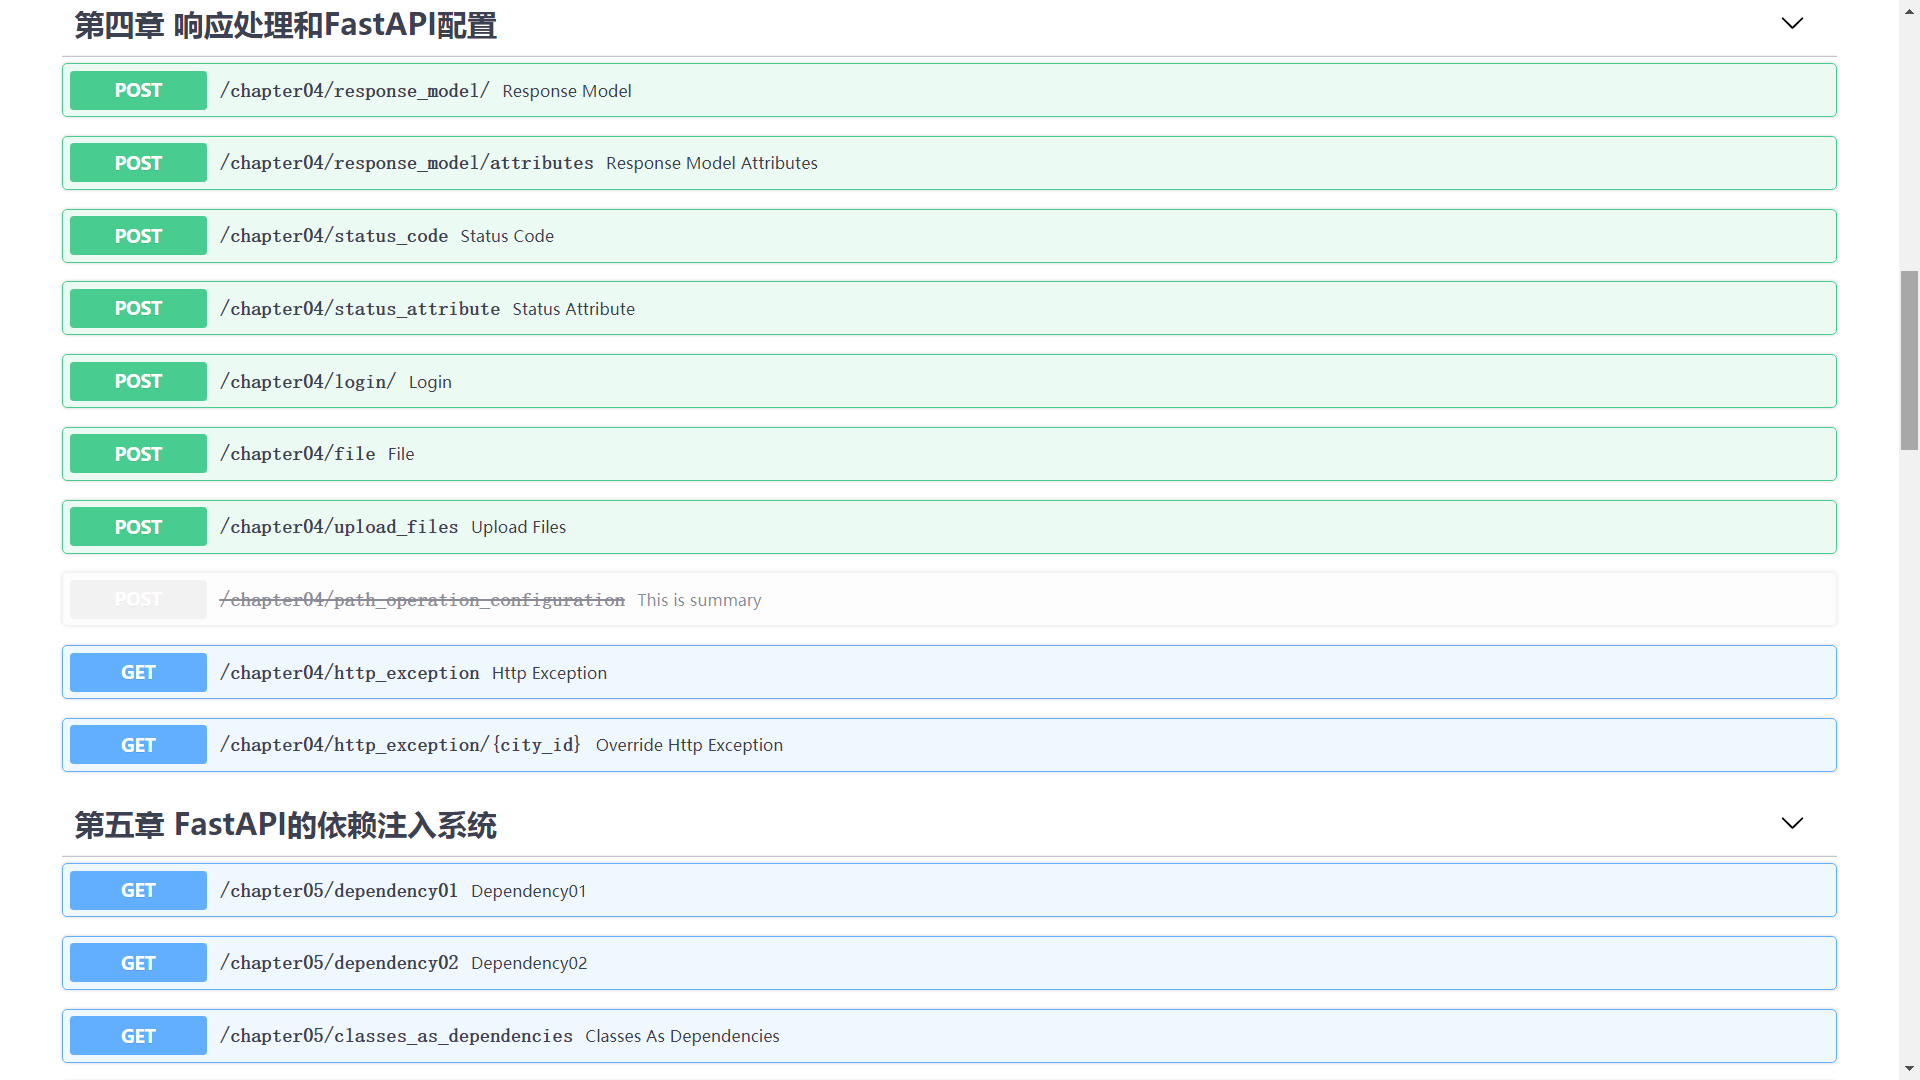 第四章 响应处理和FastAPI配置
POST /chapter04/response_model/ Response Model
POST /chapter04/response_model/attributes Response Model Attributes
POST /chapter04/status_code Status Code
POST /chapter04/status_attribute Status Attribute
POST /chapter04/login/ Login
POST /chapter04/file File
POST /chapter04/upload_files Upload Files
POST /chapter04/path_operation_configuration This is summary
GET /chapter04/http_exception Http Exception
GET /chapter04/http_exception/{city_id} Override Http Exception
第五章 FastAPI的依赖注入系统
GET /chapter05/dependency01 Dependency01
GET /chapter05/dependency02 Dependency02
GET /chapter05/classes_as_dependencies Classes As Dependencies